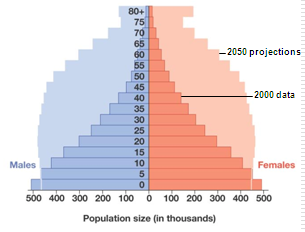 80+
75
70
65
60
55
50
45
40
35
30
25
20
15
10
5
0
2050 projections
2000 data
Males
Females
500 400 300 200 100 0 100 200 300 400 500
Population size (in thousands)